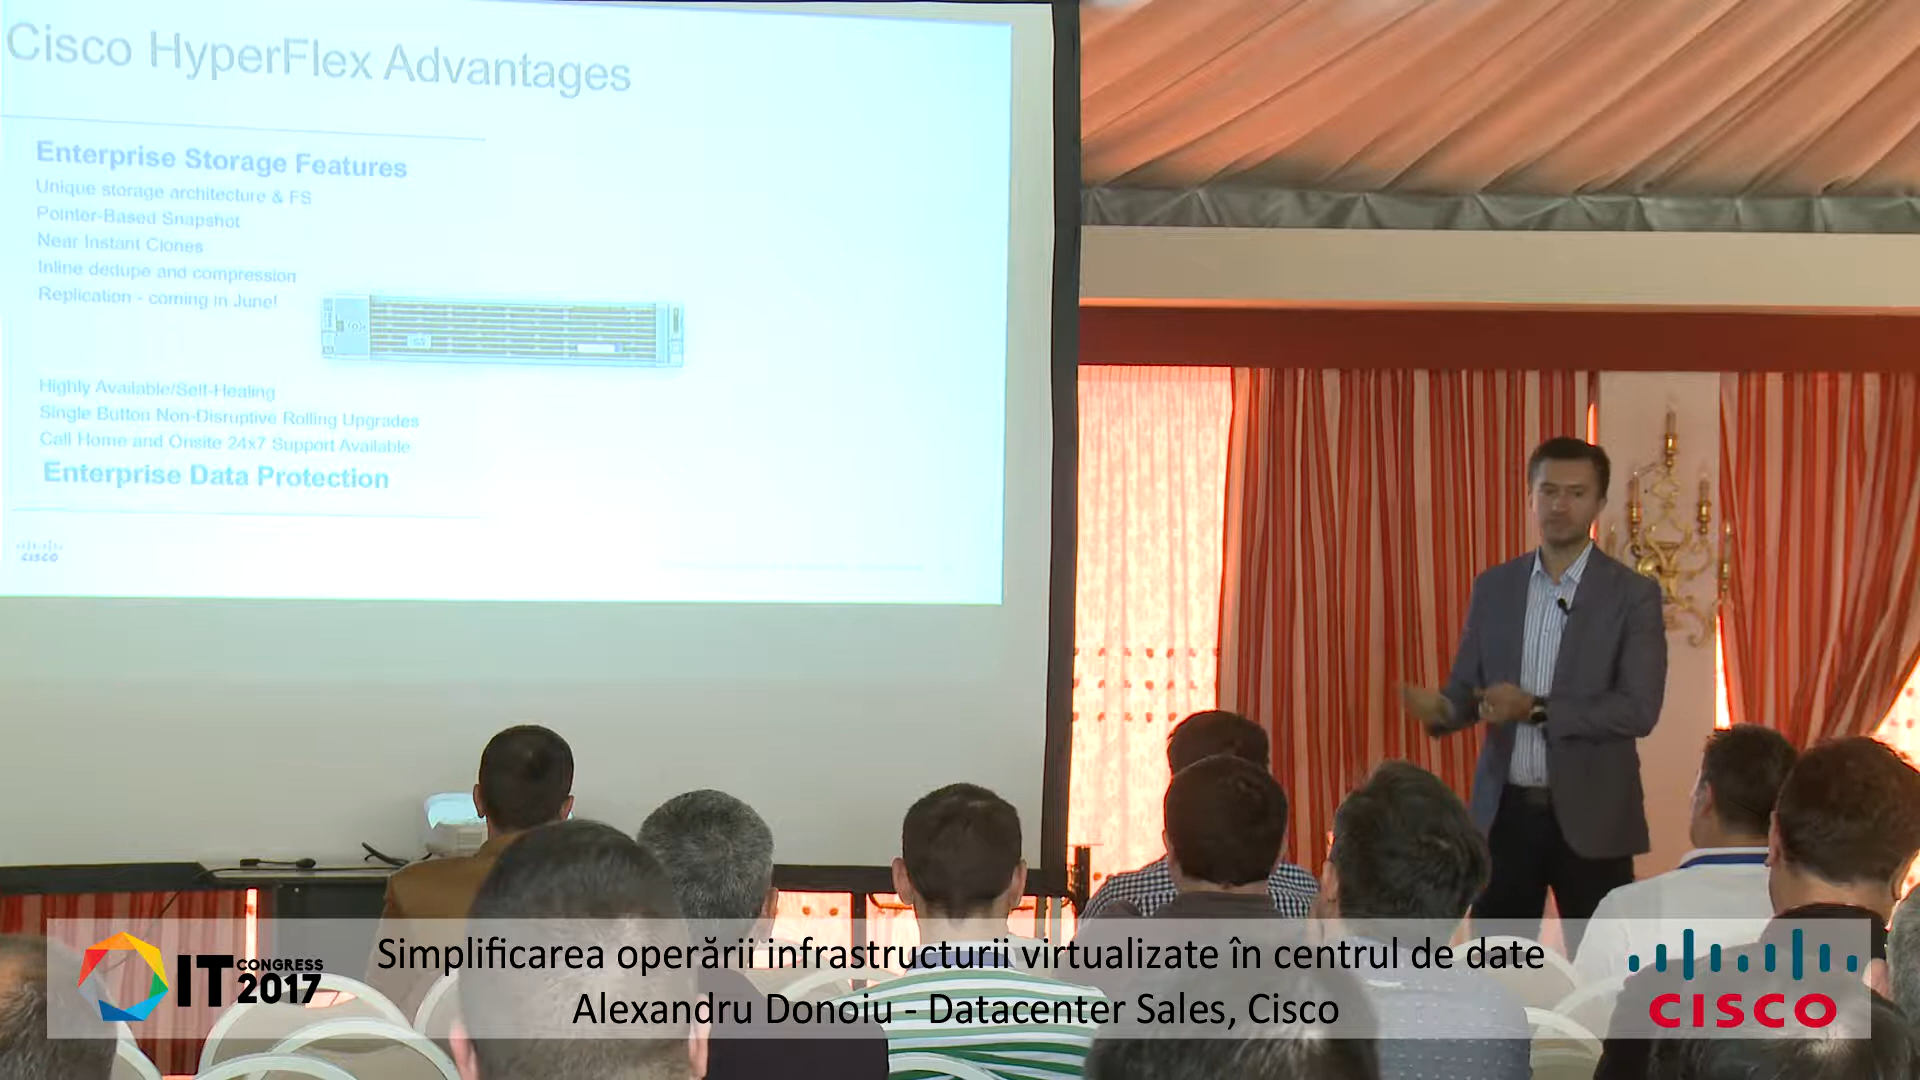 Cisco HyperFlex Advantages
Enterprise Storage Features
Unique storage architecture & FS
Pointer-Based Snapshot
Near Instant Clones
Inline dedupe and compression
Replication - coming in June!
Highly Available/Self-Healing
Single Button Non-Disruptive Rolling Upgrades
Call Home and Onsite 24x7 Support Available
Enterprise Data Protection
CISCO
IT CONGRESS 2017
Simplificarea operării infrastructurii virtualizate în centrul de date
Alexandru Donoiu - Datacenter Sales, Cisco
CISCO